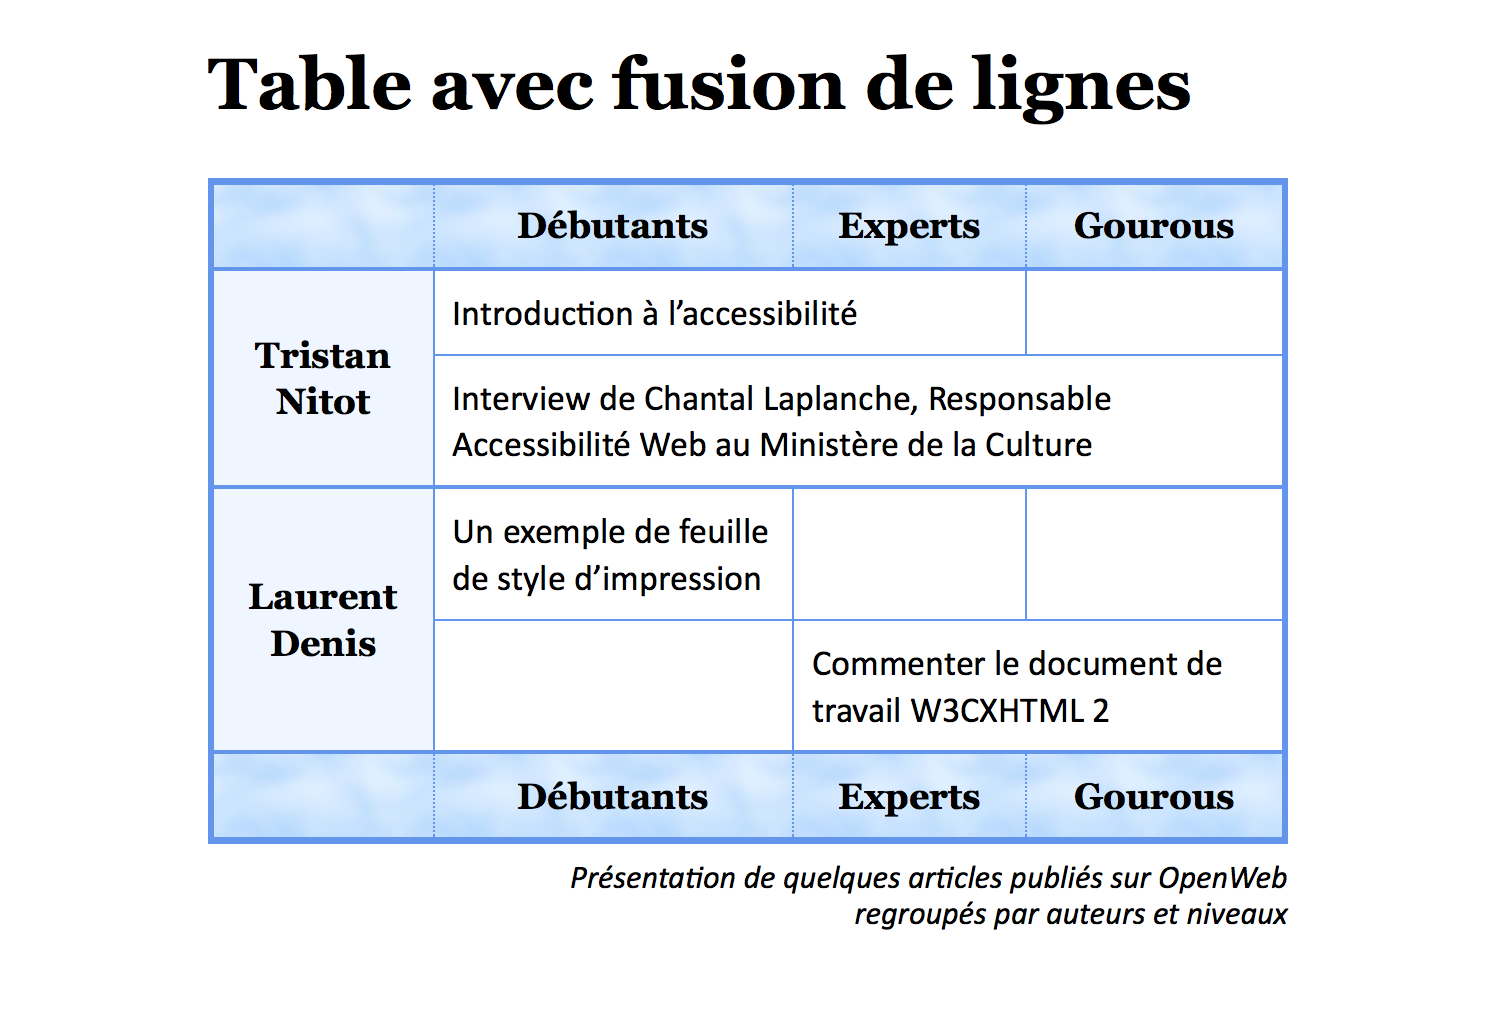 Table avec fusion de lignes
Débutants Experts Gourous
Introduction à l’accessibilité
Tristan
Nitot
Interview de Chantal Laplanche, Responsable
Accessibilité Web au Ministère de la Culture
Un exemple de feuille
de style d’impression
Laurent
Denis
Commenter le document de
travail W3CXHTML 2
Débutants Experts Gourous
Présentation de quelques articles publiés sur OpenWeb
regroupés par auteurs et niveaux